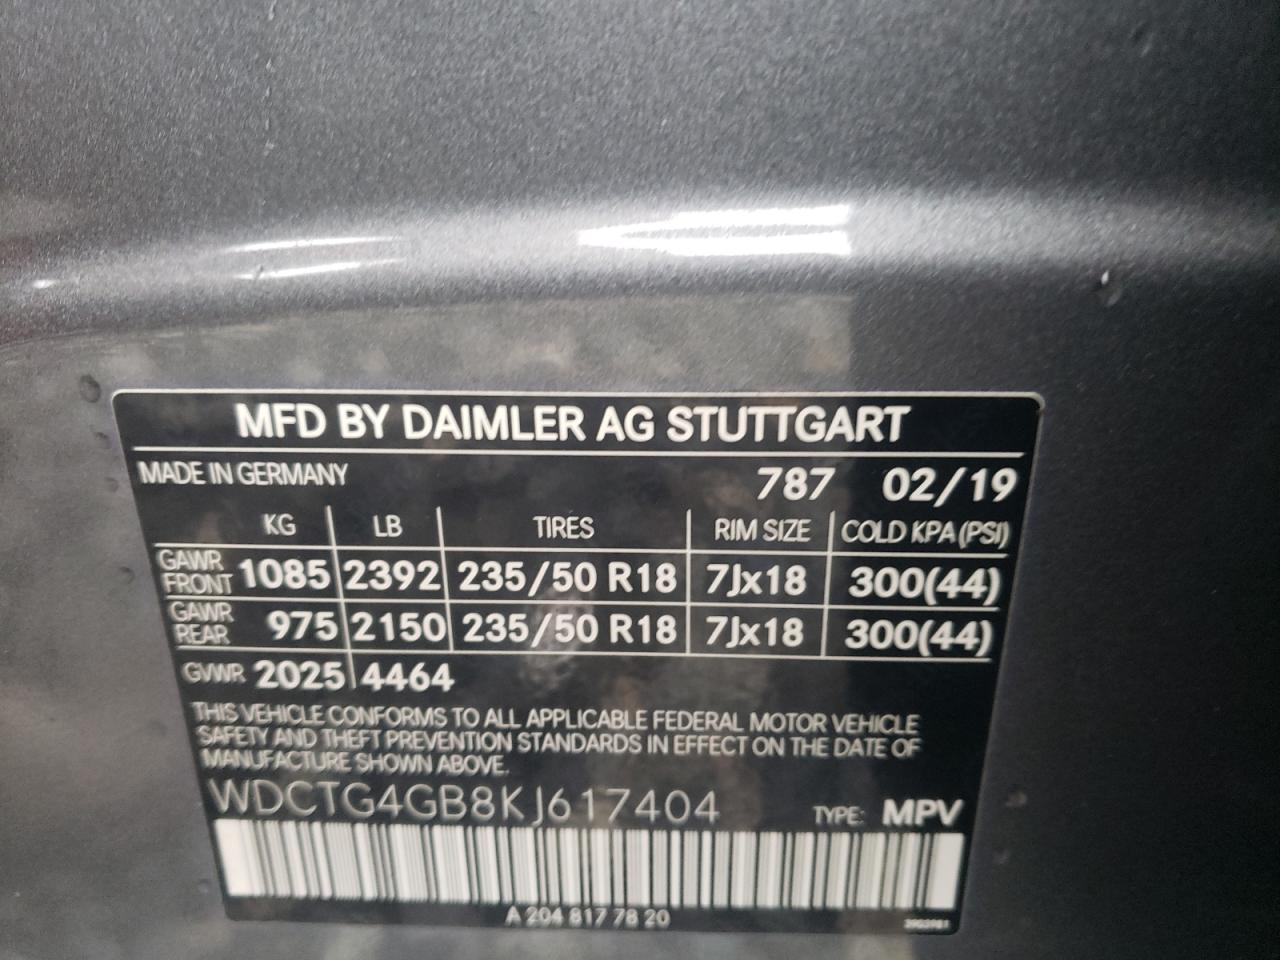 MFD BY DAIMLER AG STUTTGART
MADE IN GERMANY 787 02/19
KG LB TIRES RIM SIZE COLD KPA (PSI)
GAWR FRONT 1085 2392 235/50 R18 7Jx18 300(44)
GAWR REAR 975 2150 235/50 R18 7Jx18 300(44)
GVWR 2025 4464
THIS VEHICLE CONFORMS TO ALL APPLICABLE FEDERAL MOTOR VEHICLE
SAFETY AND THEFT PREVENTION STANDARDS IN EFFECT ON THE DATE OF
MANUFACTURE SHOWN ABOVE.
WDCTG4GB8KJ617404 TYPE: MPV
A 204 817 78 20